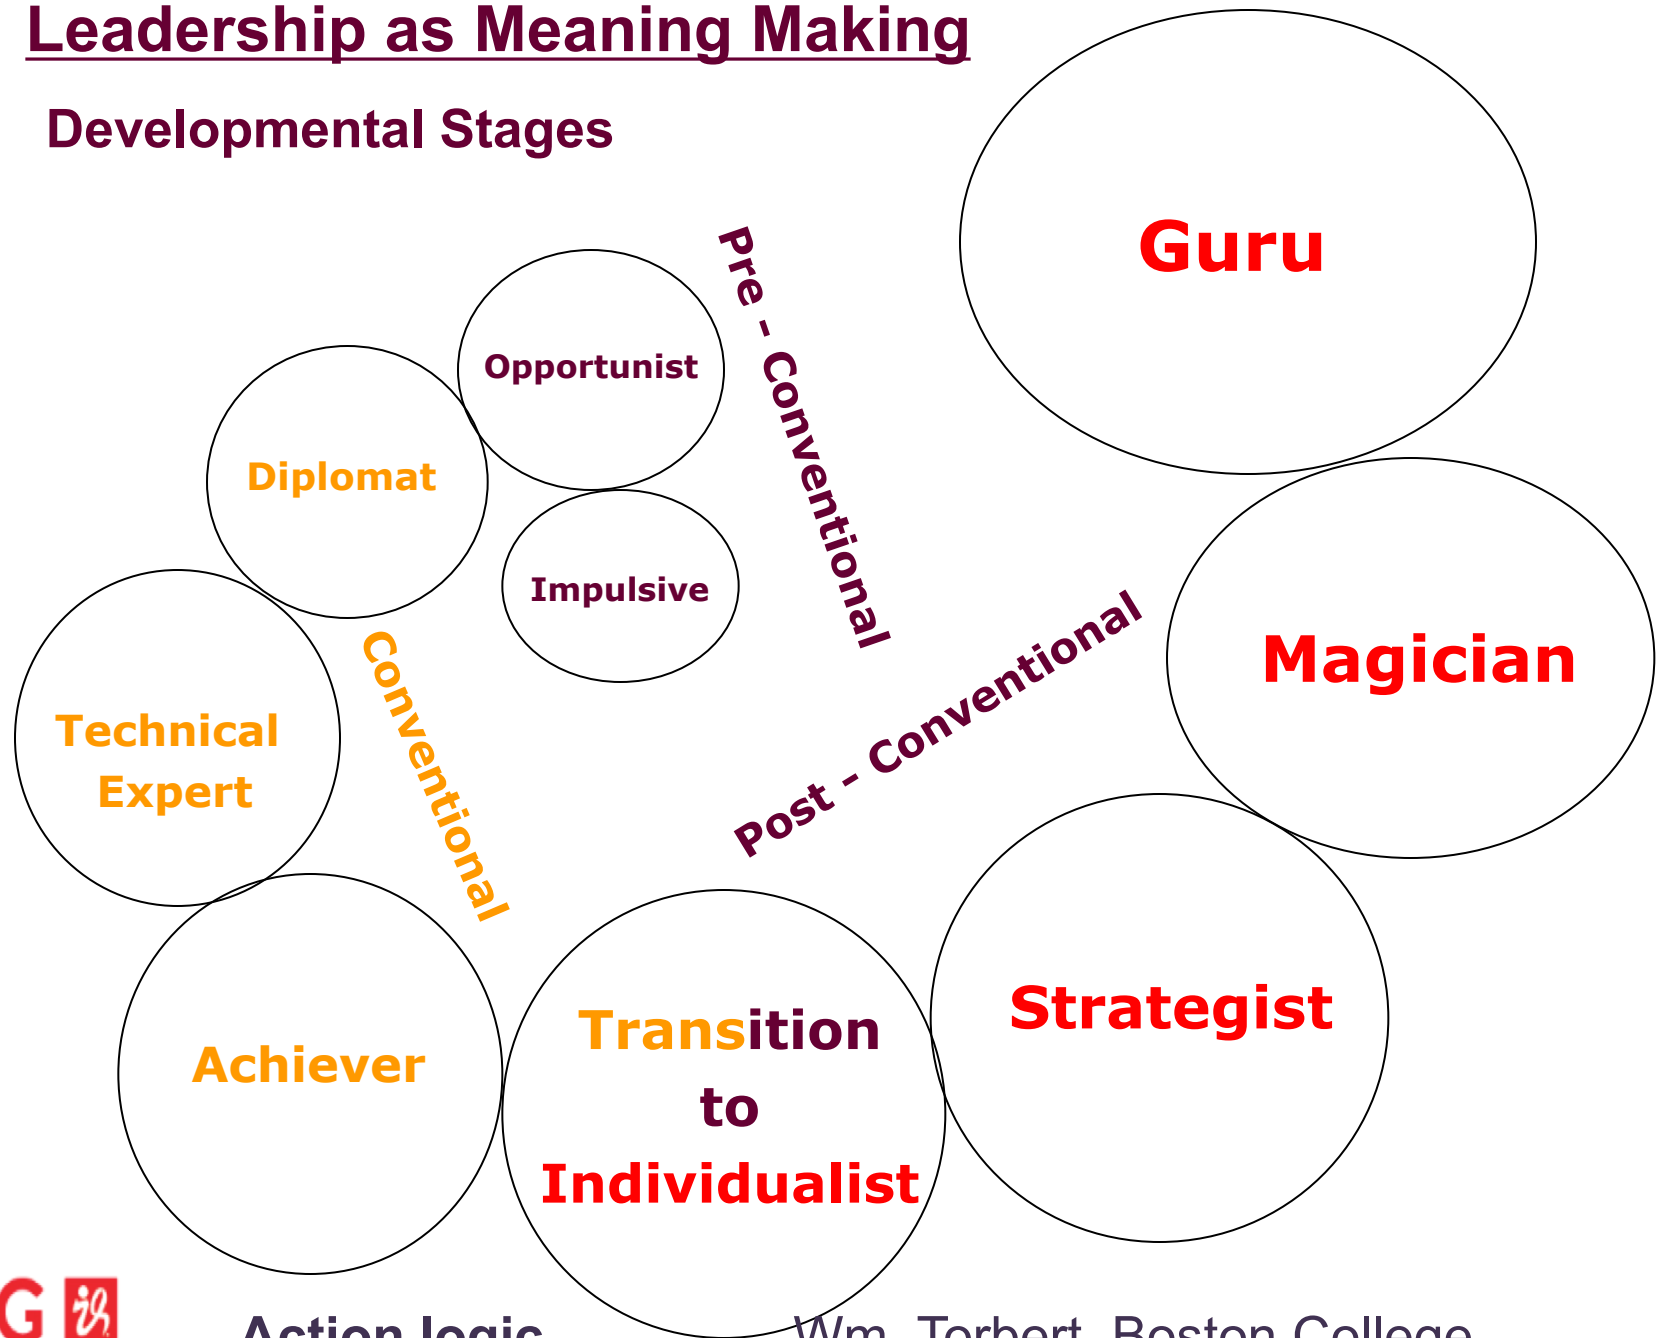 Leadership as Meaning Making
Developmental Stages
Guru
Pre - Conventional
Opportunist
Diplomat
Impulsive
Post - Conventional
Magician
Conventional
Technical
Expert
Strategist
Transition
to
Individualist
Achiever
G
Action logic
Wm. Torbert, Boston College